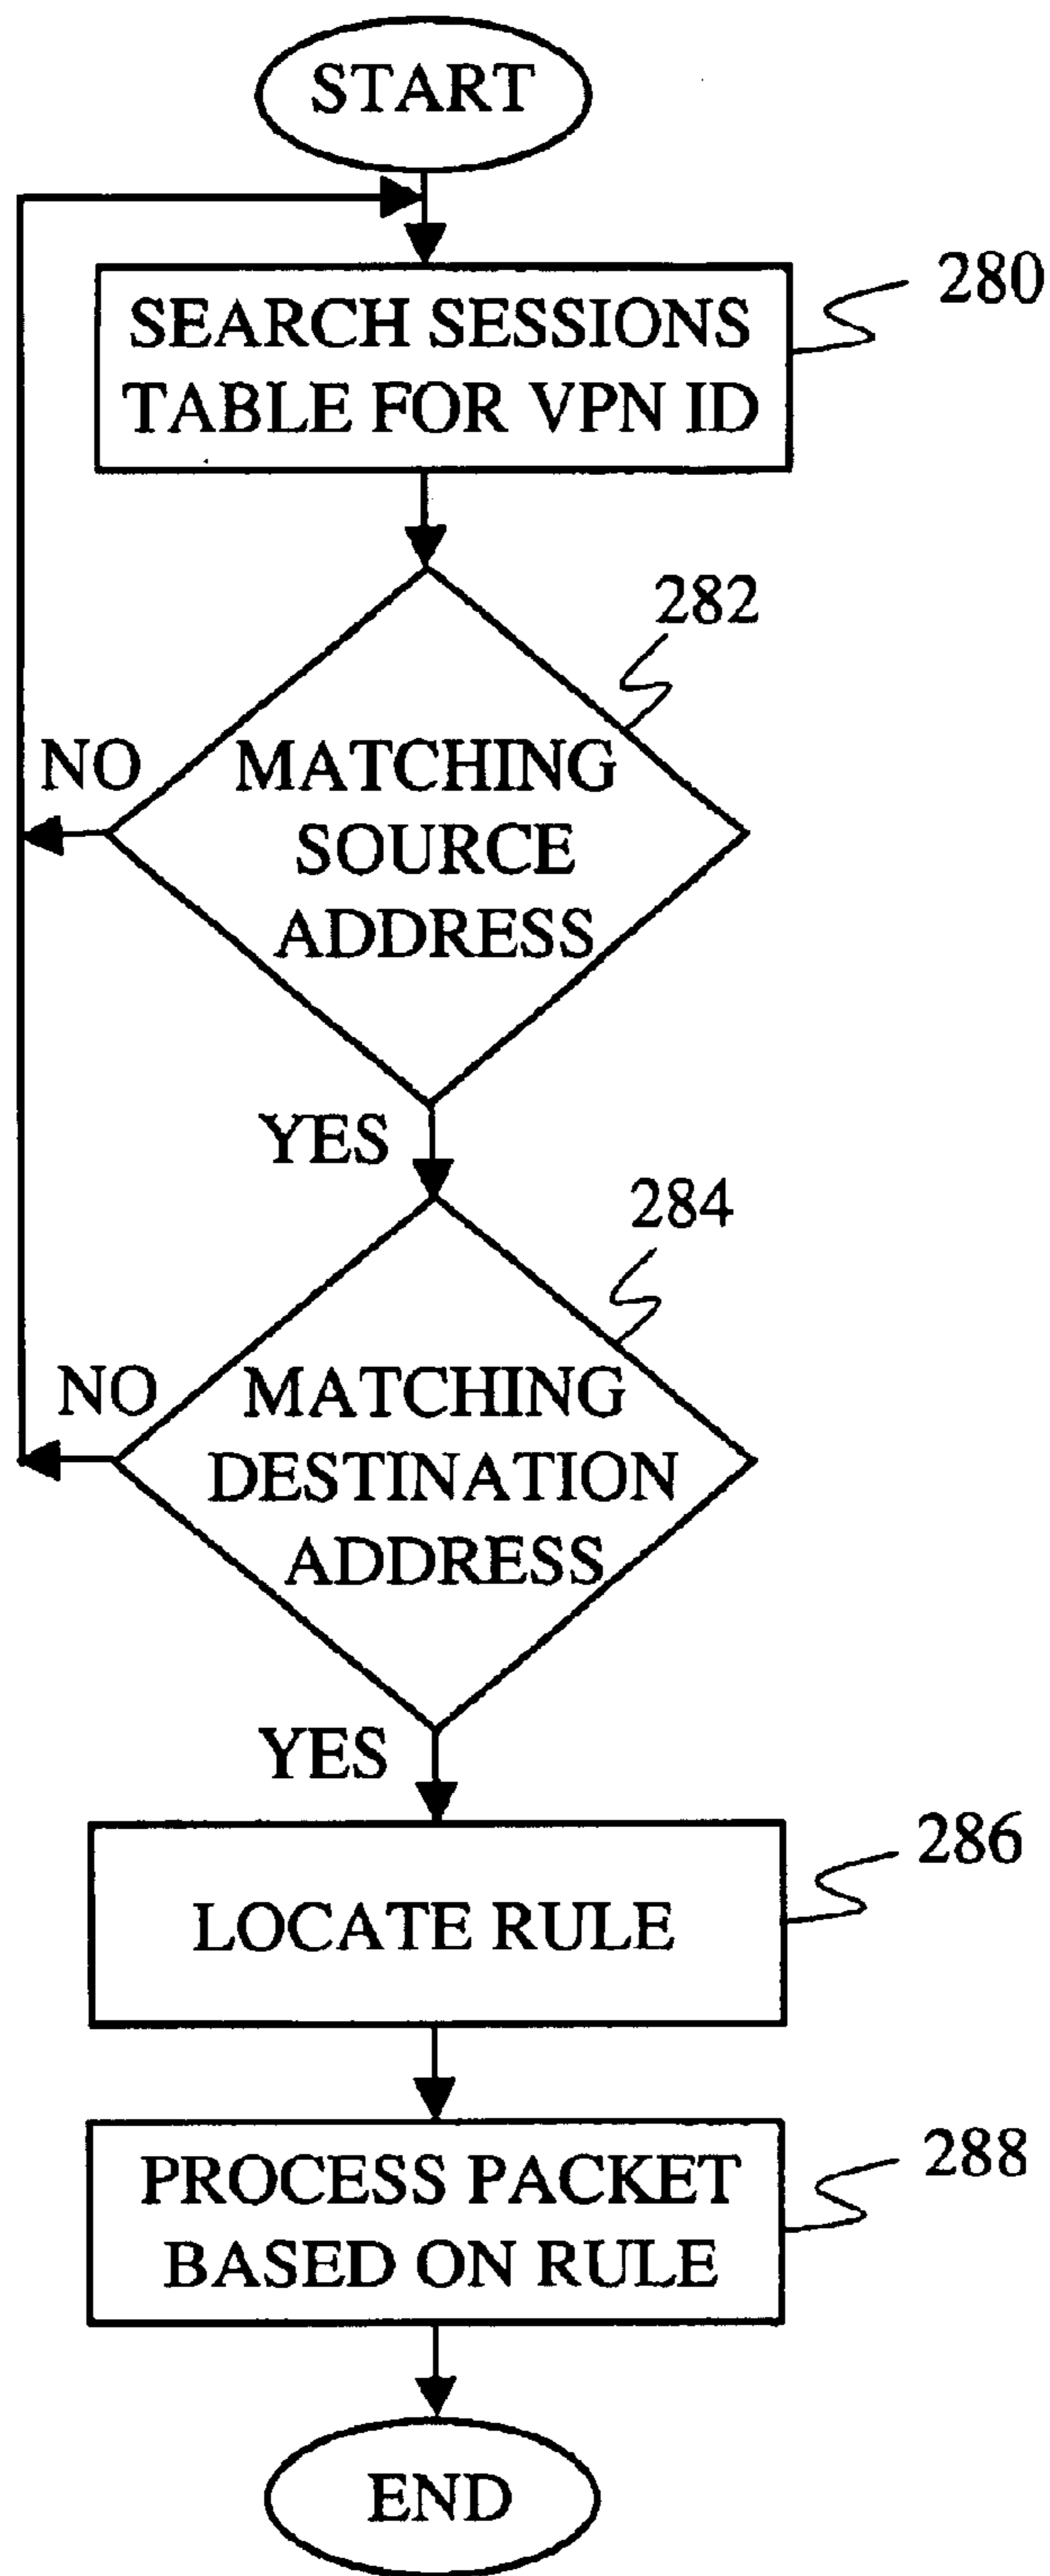 START
SEARCH SESSIONS
TABLE FOR VPN ID
280
282
NO
MATCHING
SOURCE
ADDRESS
YES
284
NO
MATCHING
DESTINATION
ADDRESS
YES
286
LOCATE RULE
288
PROCESS PACKET
BASED ON RULE
END